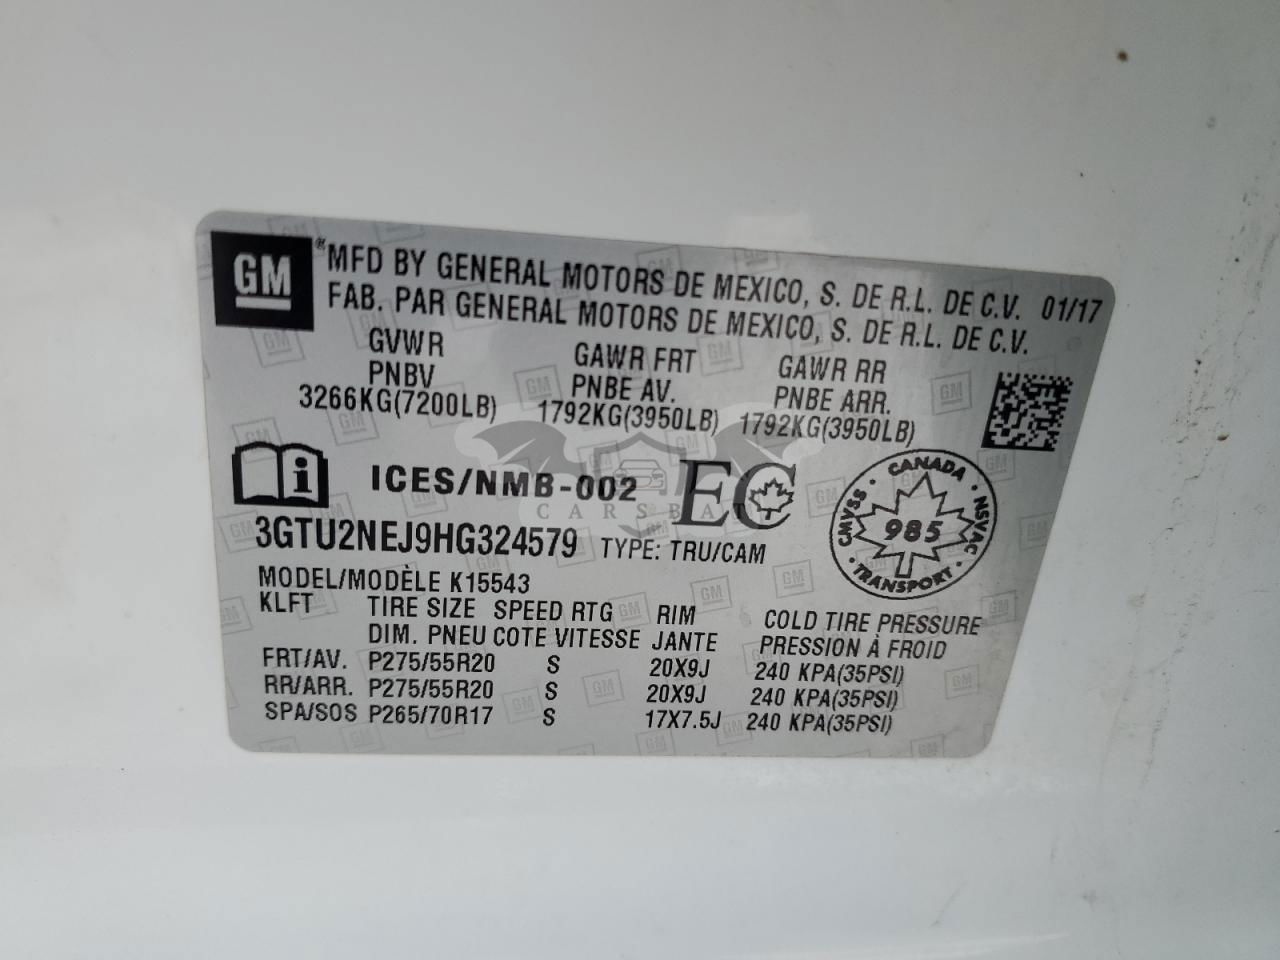 GM
®MFD BY GENERAL MOTORS DE MEXICO, S. DE R.L. DE C.V. 01/17
FAB. PAR GENERAL MOTORS DE MEXICO, S. DE R.L. DE C.V.
GVWR GAWR FRT GAWR RR
PNBV PNBE AV. PNBE ARR.
3266KG(7200LB) 1792KG(3950LB) 1792KG(3950LB)
i ICES/NMB-002 EC
CANADA
CMVSS 985 NSVAC
TRANSPORT
CARSBAT
3GTU2NEJ9HG324579 TYPE: TRU/CAM
MODEL/MODÈLE K15543
KLFT TIRE SIZE SPEED RTG RIM COLD TIRE PRESSURE
DIM. PNEU COTE VITESSE JANTE PRESSION À FROID
FRT/AV. P275/55R20 S 20X9J 240 KPA(35PSI)
RR/ARR. P275/55R20 S 20X9J 240 KPA(35PSI)
SPA/SOS P265/70R17 S 17X7.5J 240 KPA(35PSI)